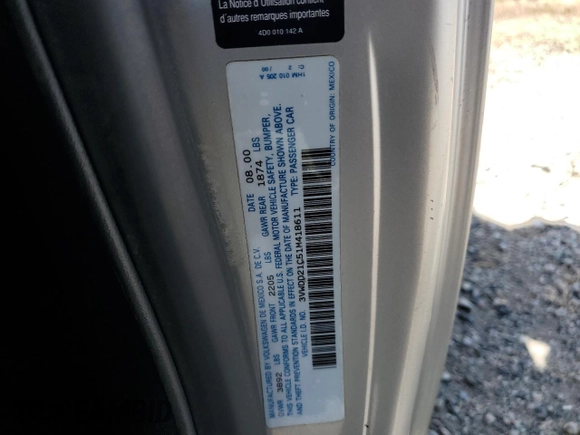 La Notice d'Utilisation contient
d'autres remarques importantes
4D0 010 142 A
1HM 010 205 A
MANUFACTURED BY VOLKSWAGEN DE MEXICO S.A. DE C.V. DATE 08.00
GVWR 3892 LBS GAWR FRONT 2205 LBS GAWR REAR 1874 LBS
THIS VEHICLE CONFORMS TO ALL APPLICABLE U.S. FEDERAL MOTOR VEHICLE SAFETY, BUMPER,
THEFT PREVENTION STANDARDS IN EFFECT ON THE DATE OF MANUFACTURE SHOWN ABOVE.
VEHICLE I.D. NO. 3VWDD21C51M418611 TYPE: PASSENGER CAR
COUNTRY OF ORIGIN: MEXICO